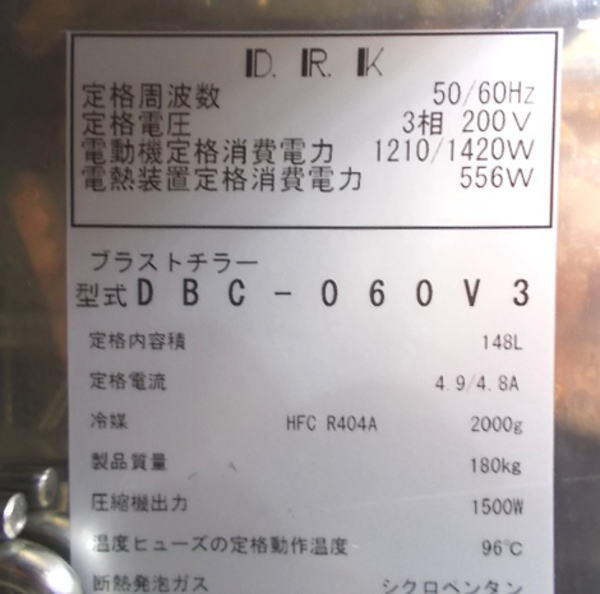 D.R.K
定格周波数 50/60Hz
定格電圧 3相 200V
電動機定格消費電力 1210/1420W
電熱装置定格消費電力 556W
ブラストチラー
型式DBC-060V3
定格内容積 148L
定格電流 4.9/4.8A
冷媒 HFC R404A 2000g
製品質量 180kg
圧縮機出力 1500W
温度ヒューズの定格動作温度 96℃
断熱発泡ガス シクロペンタン